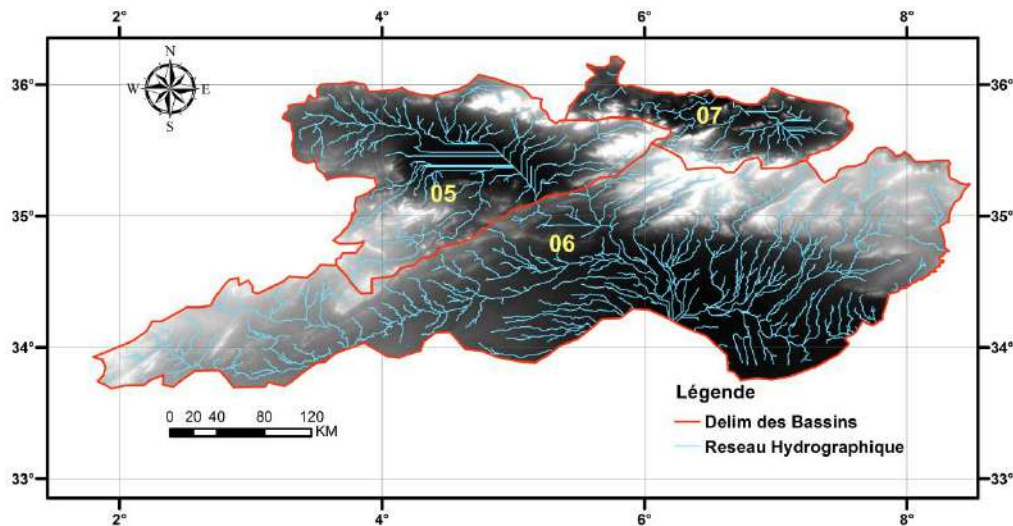 2° 4° 6° 8°
N
W E
S
36° 36°
07
05
35° 35°
06
34° 34°
Légende
Delim des Bassins
Reseau Hydrographique
0 20 40 80 120
KM
33° 33°
2° 4° 6° 8°